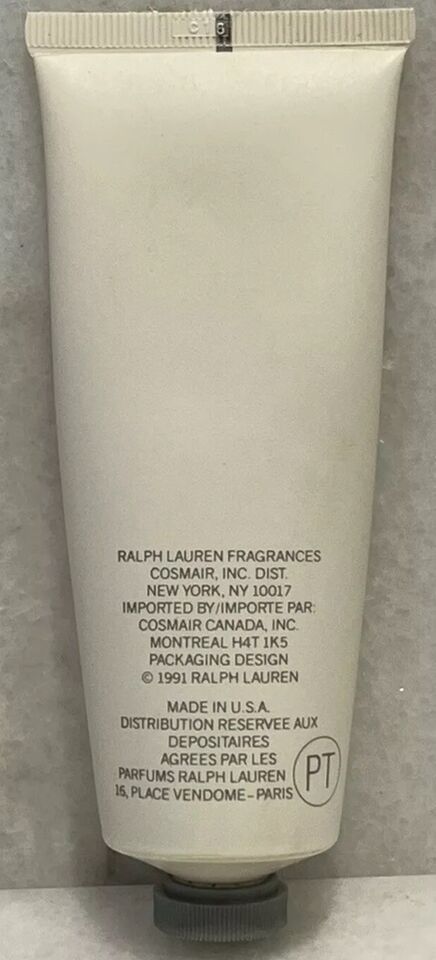 RALPH LAUREN FRAGRANCES
COSMAIR, INC. DIST.
NEW YORK, NY 10017
IMPORTED BY/IMPORTE PAR:
COSMAIR CANADA, INC.
MONTREAL H4T 1K5
PACKAGING DESIGN
© 1991 RALPH LAUREN
MADE IN U.S.A.
DISTRIBUTION RESERVEE AUX
DEPOSITAIRES
AGREES PAR LES
PARFUMS RALPH LAUREN
16, PLACE VENDOME-PARIS
PT